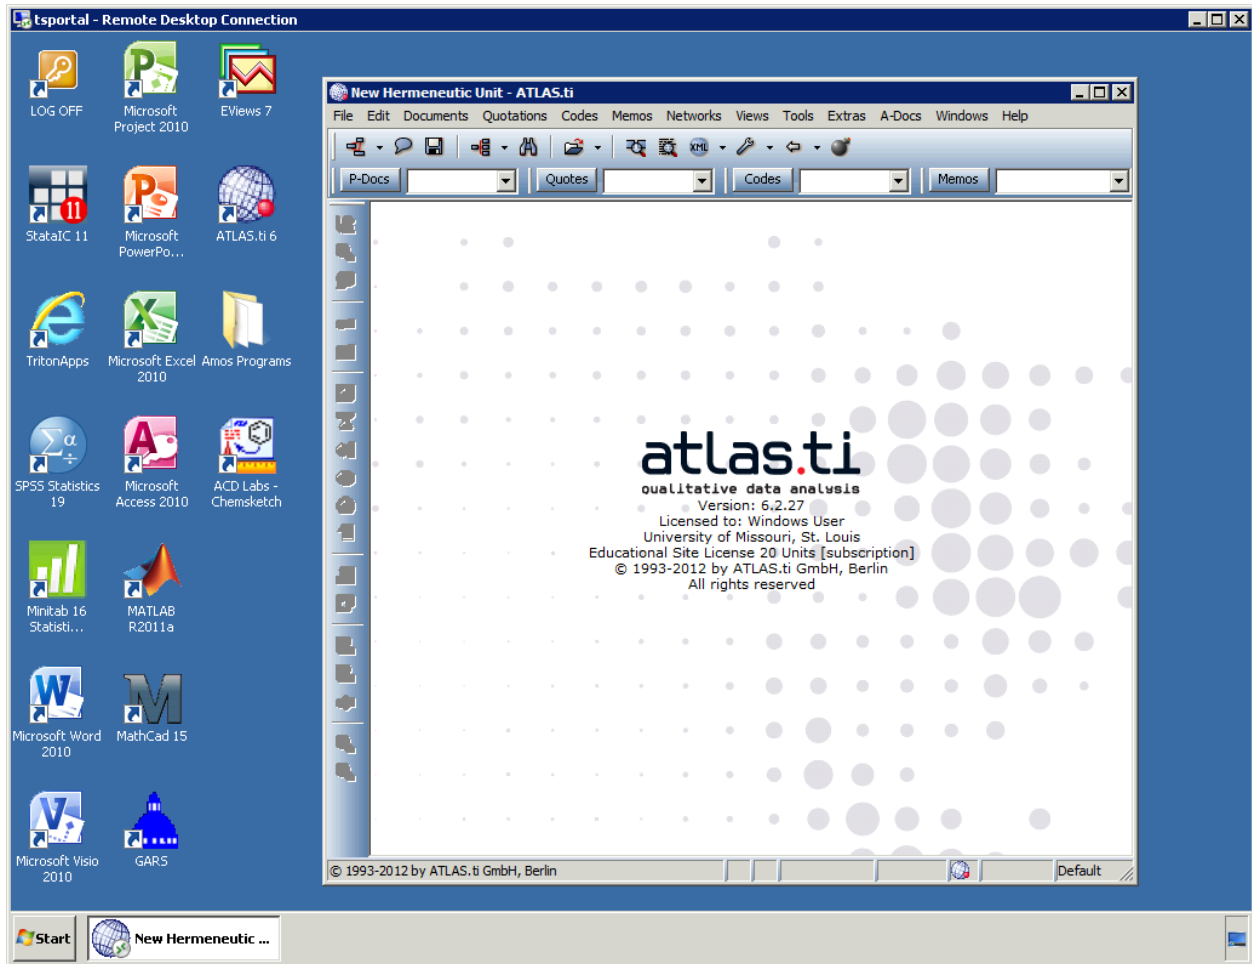 tsportal - Remote Desktop Connection
LOG OFF
Microsoft
Project 2010
EViews 7
StataIC 11
11
Microsoft
PowerPo...
ATLAS.ti 6
TritonApps
Microsoft Excel
2010
Amos Programs
SPSS Statistics
19
Microsoft
Access 2010
ACD Labs -
Chemsketch
Minitab 16
Statisti...
MATLAB
R2011a
Microsoft Word
2010
MathCad 15
Microsoft Visio
2010
GARS
New Hermeneutic Unit - ATLAS.ti
File Edit Documents Quotations Codes Memos Networks Views Tools Extras A-Docs Windows Help
XML
P-Docs Quotes Codes Memos
atlas.ti
qualitative data analysis
Version: 6.2.27
Licensed to: Windows User
University of Missouri, St. Louis
Educational Site License 20 Units [subscription]
© 1993-2012 by ATLAS.ti GmbH, Berlin
All rights reserved
© 1993-2012 by ATLAS.ti GmbH, Berlin Default
Start New Hermeneutic ...